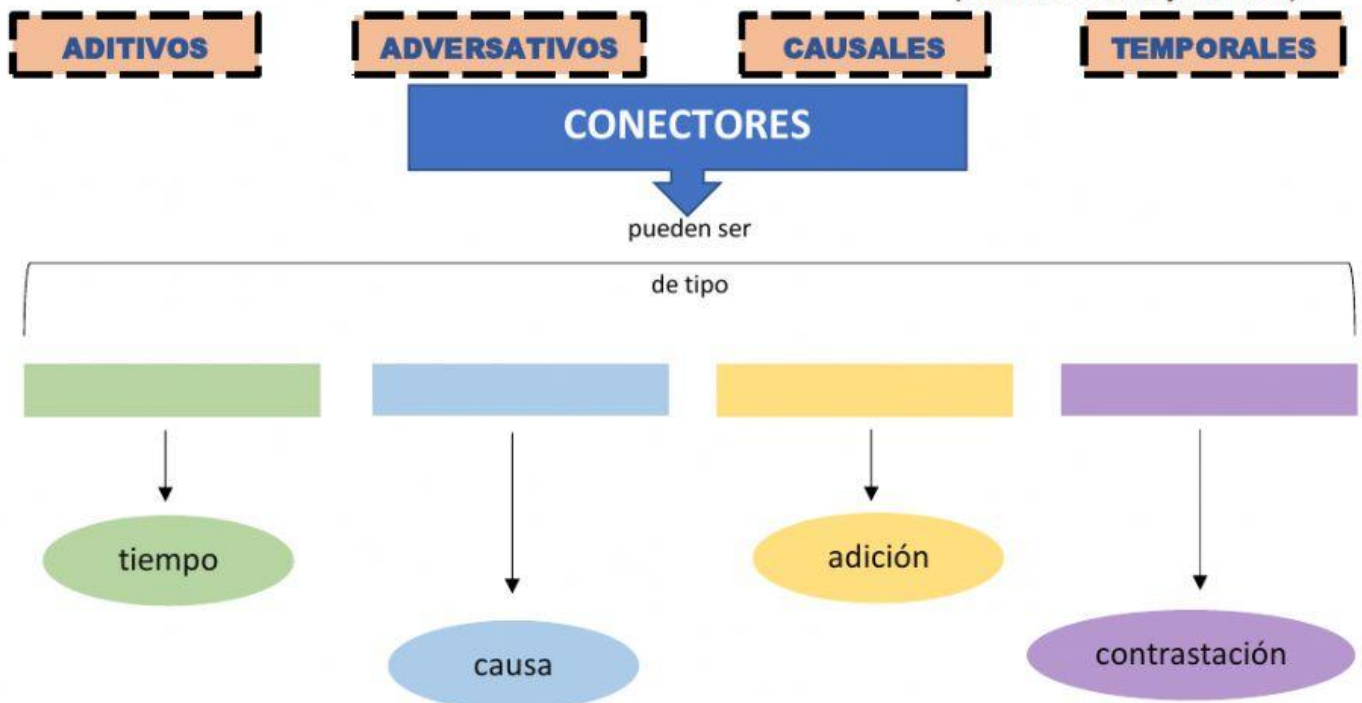 ADITIVOS ADVERSATIVOS CAUSALES TEMPORALES
CONECTORES
pueden ser
de tipo
tiempo
adición
causa
contrastación